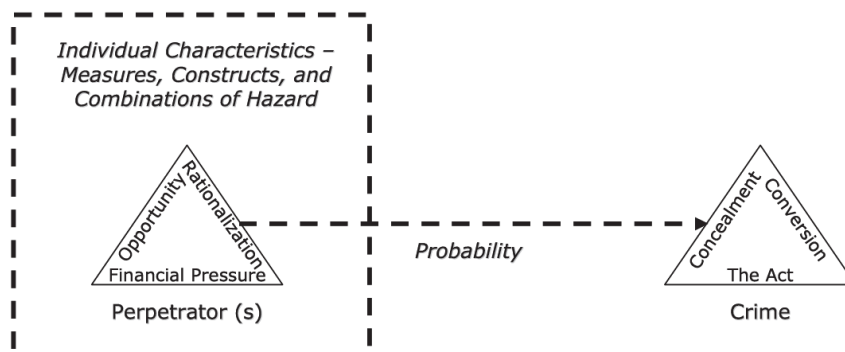 Individual Characteristics –
Measures, Constructs, and
Combinations of Hazard
Opportunity
Rationalization
Financial Pressure
Perpetrator (s)
Probability
Concealment
Conversion
The Act
Crime